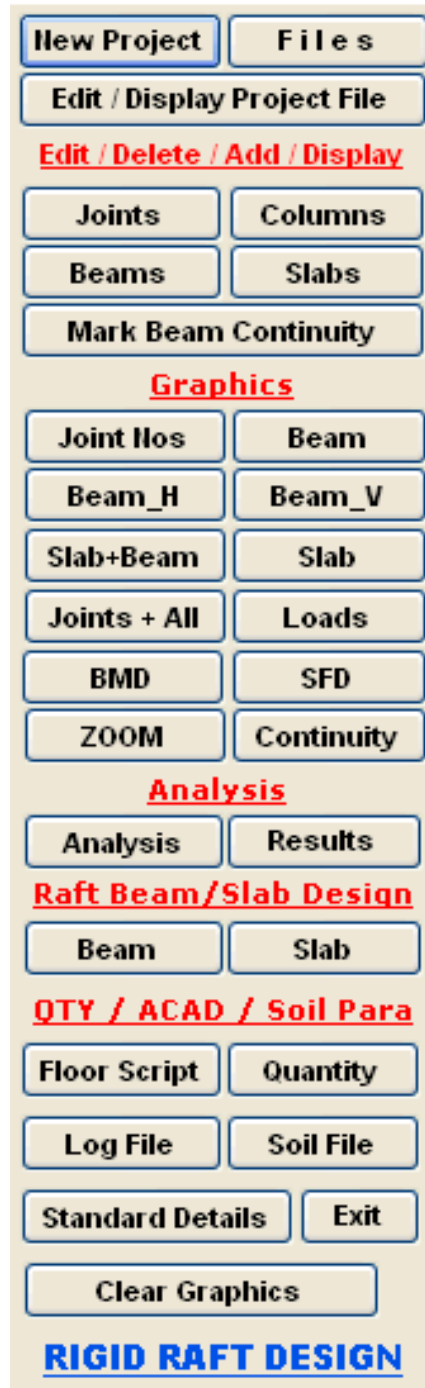 New Project F i l e s
Edit / Display Project File
Edit / Delete / Add / Display
Joints Columns
Beams Slabs
Mark Beam Continuity
Graphics
Joint Nos Beam
Beam_H Beam_V
Slab+Beam Slab
Joints + All Loads
BMD SFD
ZOOM Continuity
Analysis
Analysis Results
Raft Beam/Slab Design
Beam Slab
QTY / ACAD / Soil Para
Floor Script Quantity
Log File Soil File
Standard Details Exit
Clear Graphics
RIGID RAFT DESIGN